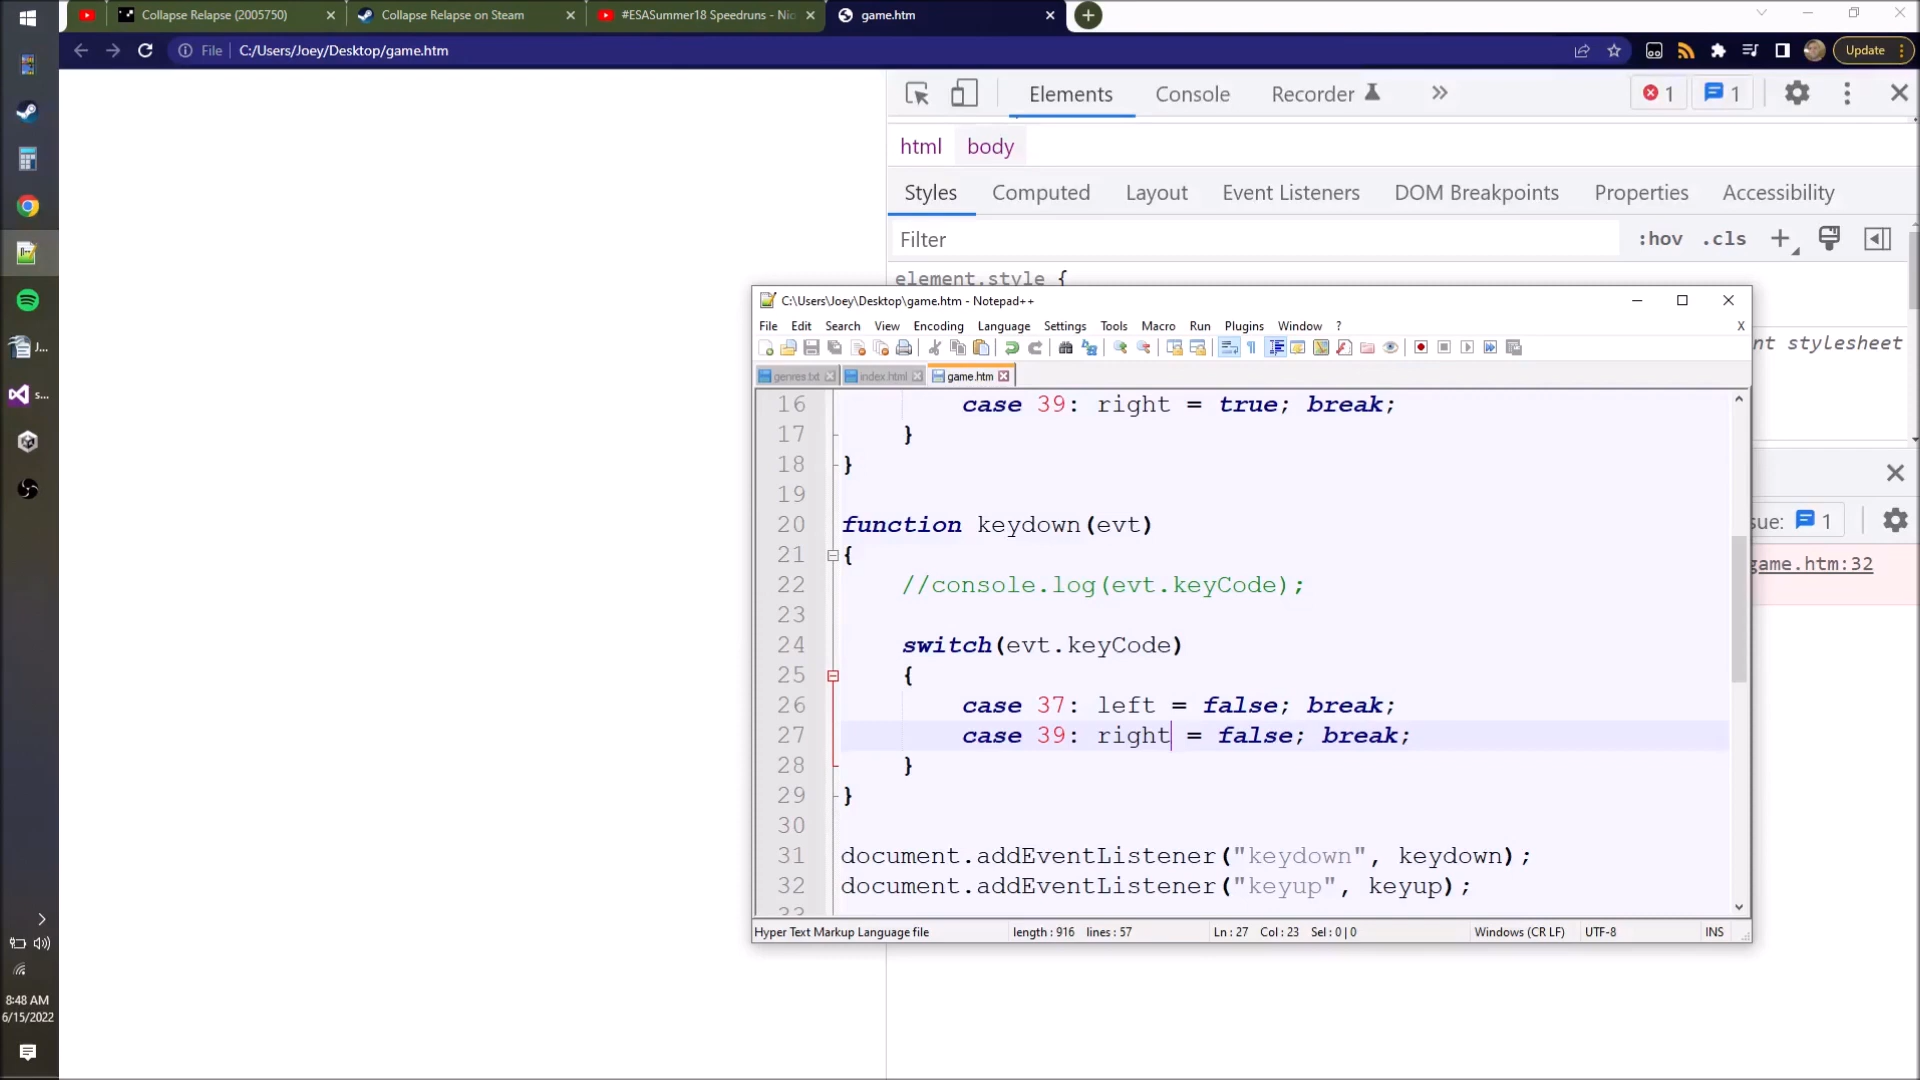 Collapse Relapse (2005750)
Collapse Relapse on Steam
#ESASummer18 Speedruns - Nic
game.htm
File
C:/Users/Joey/Desktop/game.htm
Update
Elements
Console
Recorder
1
1
html
body
Styles
Computed
Layout
Event Listeners
DOM Breakpoints
Properties
Accessibility
Filter
:hov
.cls
element.style {
nt stylesheet
sue:
1
game.htm:32
C:\Users\Joey\Desktop\game.htm - Notepad++
File
Edit
Search
View
Encoding
Language
Settings
Tools
Macro
Run
Plugins
Window
?
X
genres.txt
index.html
game.htm
16 case 39: right = true; break;
17 }
18 }
19
20 function keydown(evt)
21 {
22 //console.log(evt.keyCode);
23
24 switch(evt.keyCode)
25 {
26 case 37: left = false; break;
27 case 39: right = false; break;
28 }
29 }
30
31 document.addEventListener("keydown", keydown);
32 document.addEventListener("keyup", keyup);
33
Hyper Text Markup Language file
length : 916 lines : 57
Ln : 27 Col : 23 Sel : 0 | 0
Windows (CR LF)
UTF-8
INS
J...
s...
8:48 AM
6/15/2022